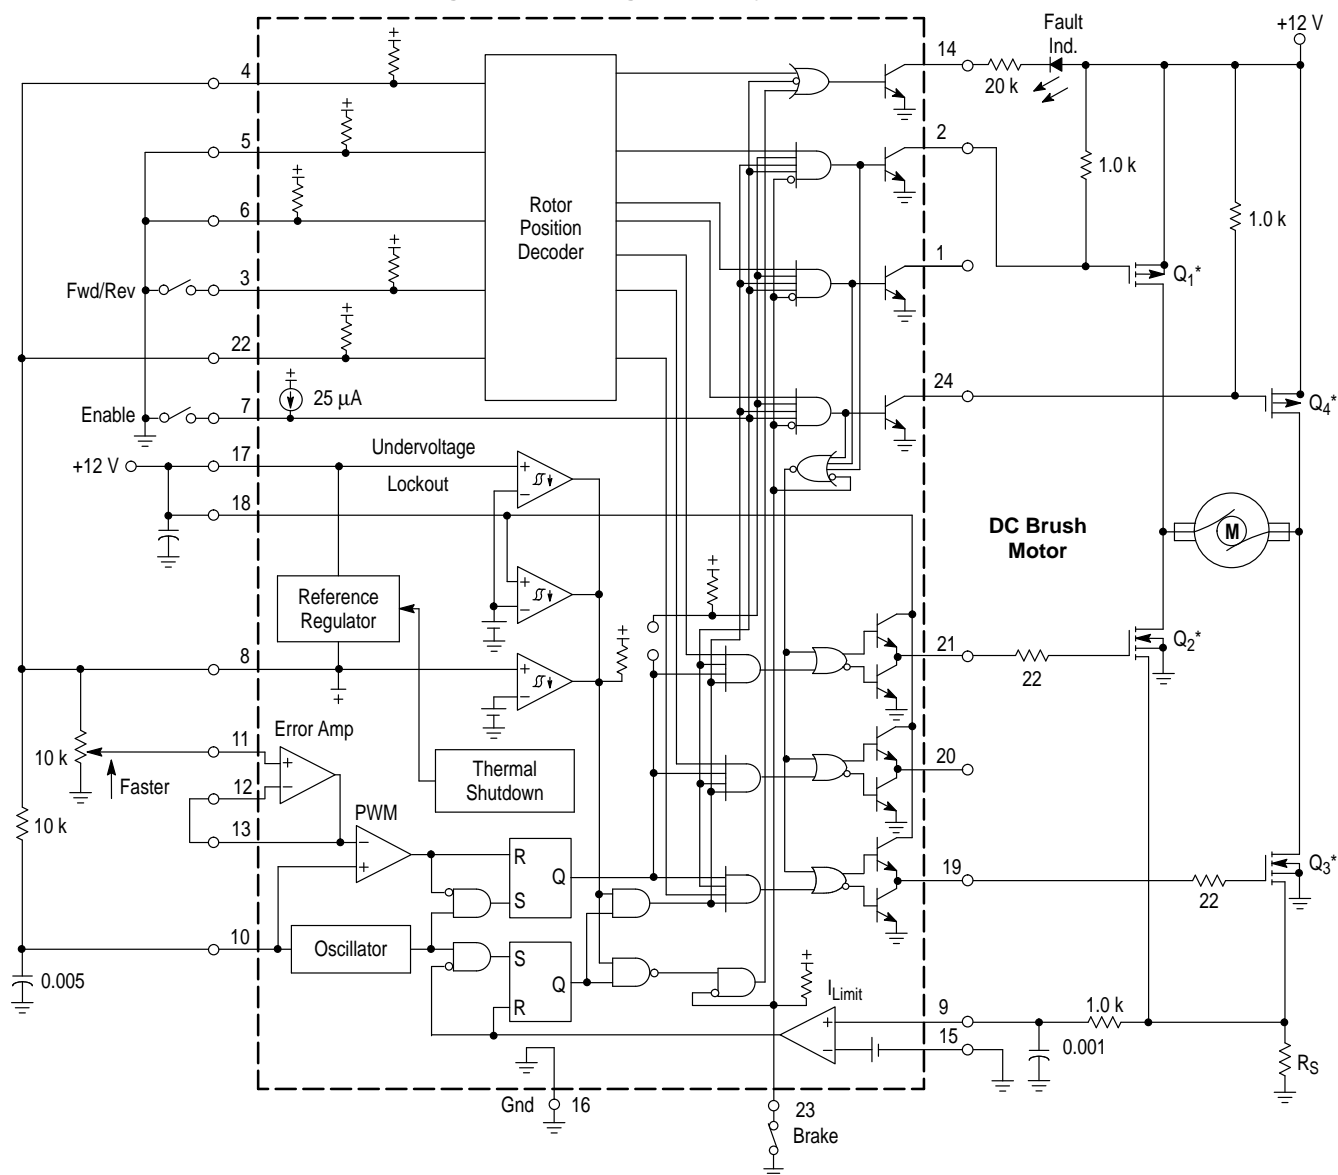 Fault
Ind.
+12 V
14
20 k
4
5
6
Fwd/Rev
3
22
Enable
7
25 μA
Rotor
Position
Decoder
2
1.0 k
1.0 k
1
Q1*
24
Q4*
+12 V
17
Undervoltage
Lockout
18
DC Brush
Motor
M
Reference
Regulator
8
21
22
Q2*
Error Amp
11
10 k
Faster
12
13
10 k
Thermal
Shutdown
PWM
20
R
Q
S
19
22
Q3*
10
Oscillator
0.005
S
Q
R
ILimit
9
1.0 k
15
0.001
RS
Gnd
16
23
Brake
+
+
+
+
+
+
+
+
+
+
+
+
+
+
−
+
−
+
−
+
−
−
+
+
−